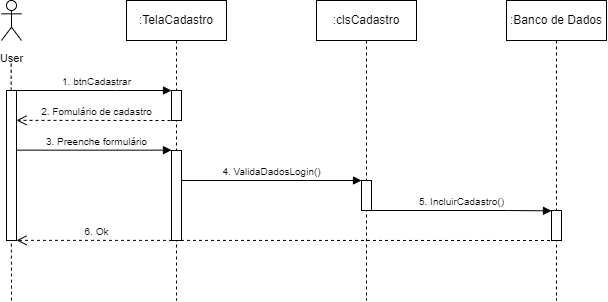 :TelaCadastro
:clsCadastro
:Banco de Dados
User
1. btnCadastrar
2. Fomulário de cadastro
3. Preenche formulário
4. ValidaDadosLogin()
5. IncluirCadastro()
6. Ok